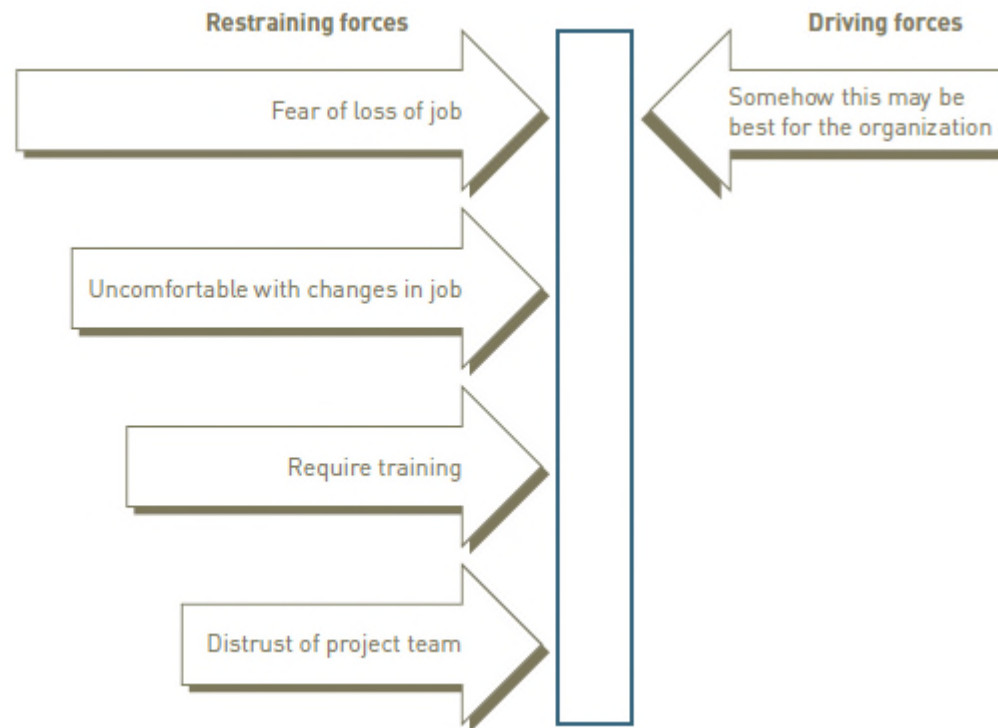 Restraining forces
Driving forces
Fear of loss of job
Somehow this may be
best for the organization
Uncomfortable with changes in job
Require training
Distrust of project team